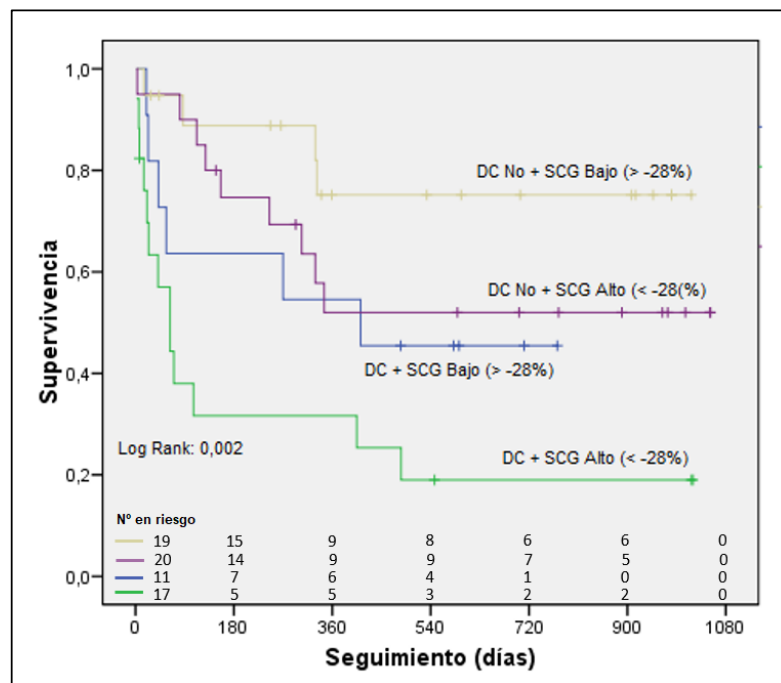 1,0
0,8
0,6
0,4
0,2
0,0
Supervivencia
DC No + SCG Bajo (> -28%)
DC No + SCG Alto (< -28(%)
DC + SCG Bajo (> -28%)
Log Rank: 0,002
DC + SCG Alto (< -28%)
Nº en riesgo
19 15 9 8 6 6 0
20 14 9 9 7 5 0
11 7 6 4 1 0 0
17 5 5 3 2 2 0
0 180 360 540 720 900 1080
Seguimiento (días)